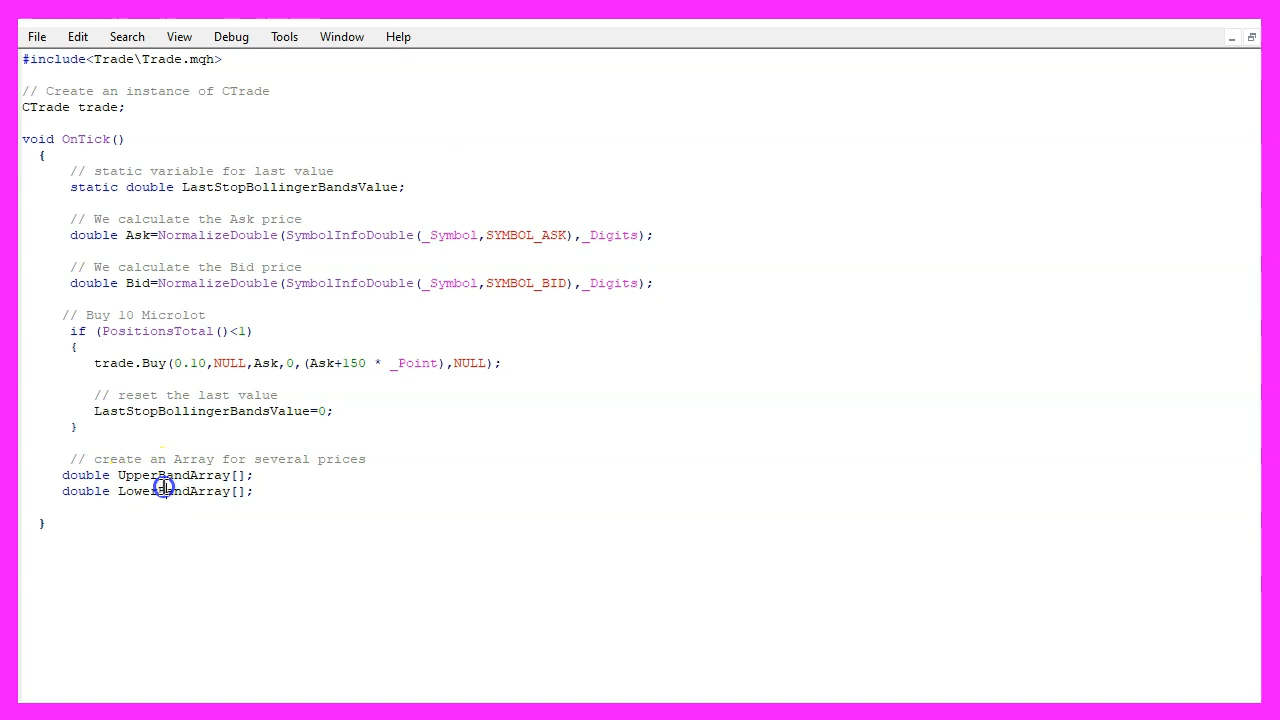 File Edit Search View Debug Tools Window Help
#include<Trade\Trade.mqh>
// Create an instance of CTrade
CTrade trade;
void OnTick()
{
// static variable for last value
static double LastStopBollingerBandsValue;
// We calculate the Ask price
double Ask=NormalizeDouble(SymbolInfoDouble(_Symbol,SYMBOL_ASK),_Digits);
// We calculate the Bid price
double Bid=NormalizeDouble(SymbolInfoDouble(_Symbol,SYMBOL_BID),_Digits);
// Buy 10 Microlot
if (PositionsTotal()<1)
{
trade.Buy(0.10,NULL,Ask,0,(Ask+150 * _Point),NULL);
// reset the last value
LastStopBollingerBandsValue=0;
}
// create an Array for several prices
double UpperBandArray[];
double LowerBandArray[];
}